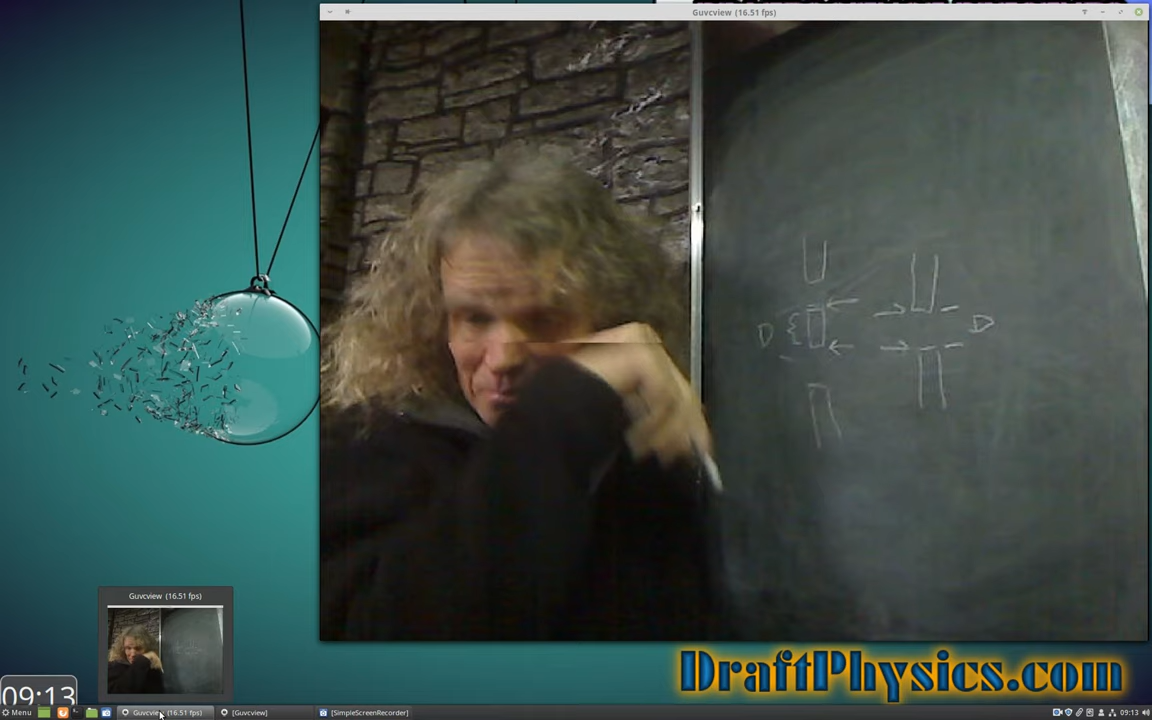 Guvcview (16.51 fps)
D
D
Guvcview (16.51 fps)
DraftPhysics.com
09:13
Menu
Guvcview (16.51 fps)
[Guvcview]
[SimpleScreenRecorder]
09:13